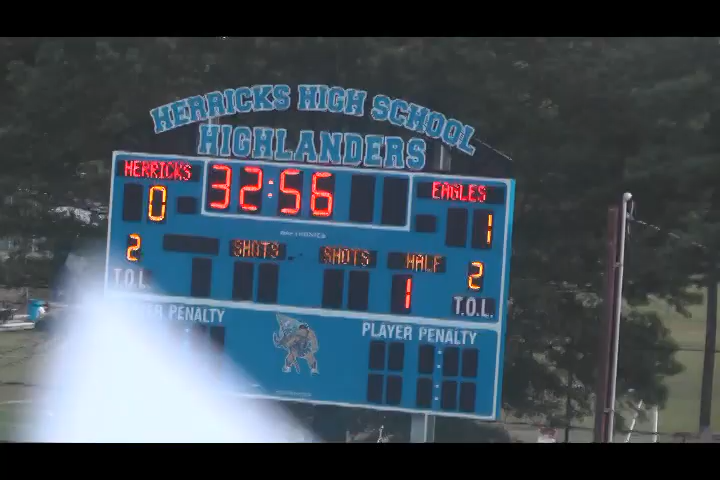 HERRICKS HIGH SCHOOL
HIGHLANDERS
HERRICKS 32:56 EAGLES
0 1
2 SHOTS SHOTS HALF 2
T.O.L. 1 T.O.L.
PENALTY PLAYER PENALTY